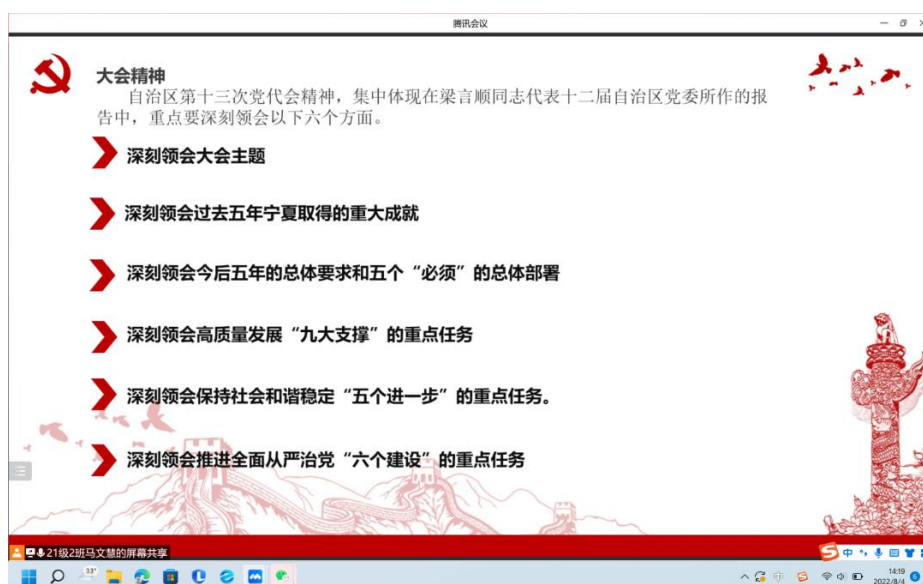 腾讯会议
大会精神
自治区第十三次党代会精神，集中体现在梁言顺同志代表十二届自治区党委所作的报
告中，重点要深刻领会以下六个方面。
深刻领会大会主题
深刻领会过去五年宁夏取得的重大成就
深刻领会今后五年的总体要求和五个“必须”的总体部署
深刻领会高质量发展“九大支撑”的重点任务
深刻领会保持社会和谐稳定“五个进一步”的重点任务。
深刻领会推进全面从严治党“六个建设”的重点任务
21级2班马文慧的屏幕共享
中
33°
中
14:19
2022/8/4